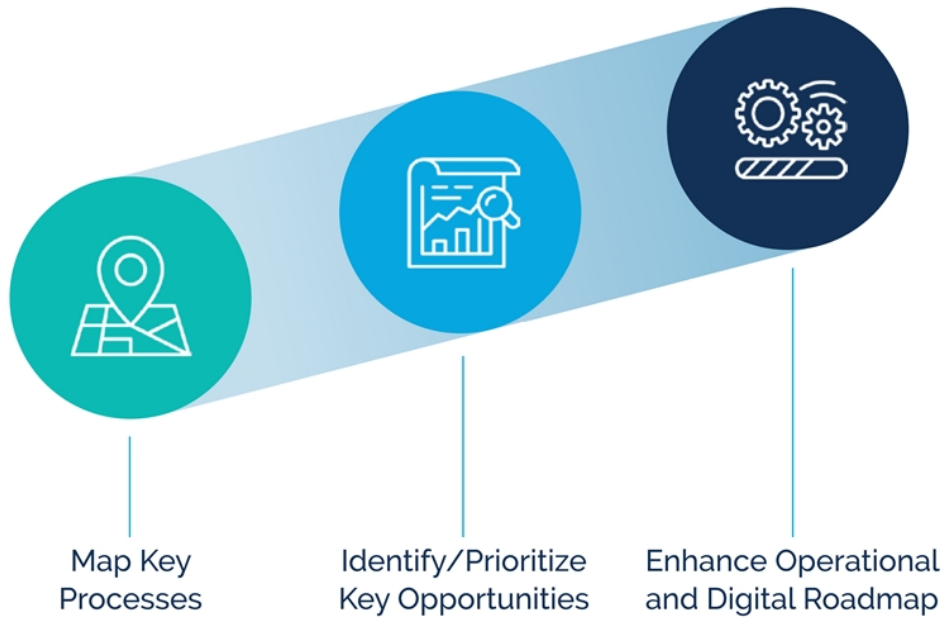 Map Key
Processes
Identify/Prioritize
Key Opportunities
Enhance Operational
and Digital Roadmap